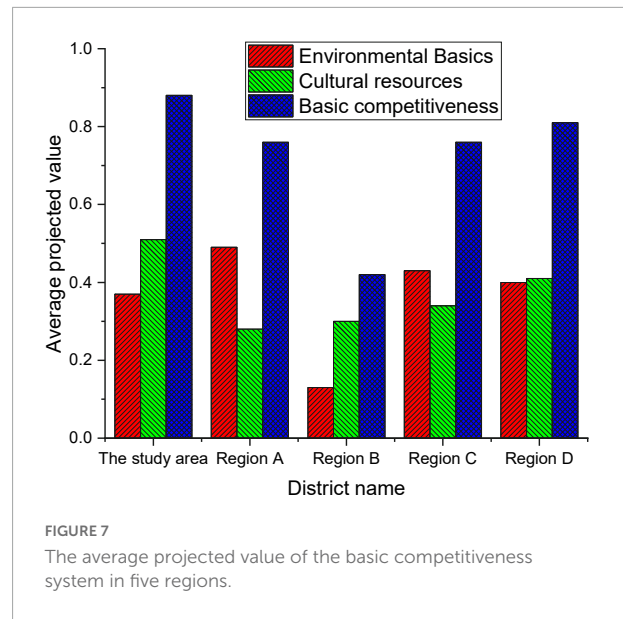 1.0
0.8
0.6
0.4
0.2
0.0
Average projected value
Environmental Basics
Cultural resources
Basic competitiveness
The study area Region A Region B Region C Region D
District name
FIGURE 7
The average projected value of the basic competitiveness
system in five regions.